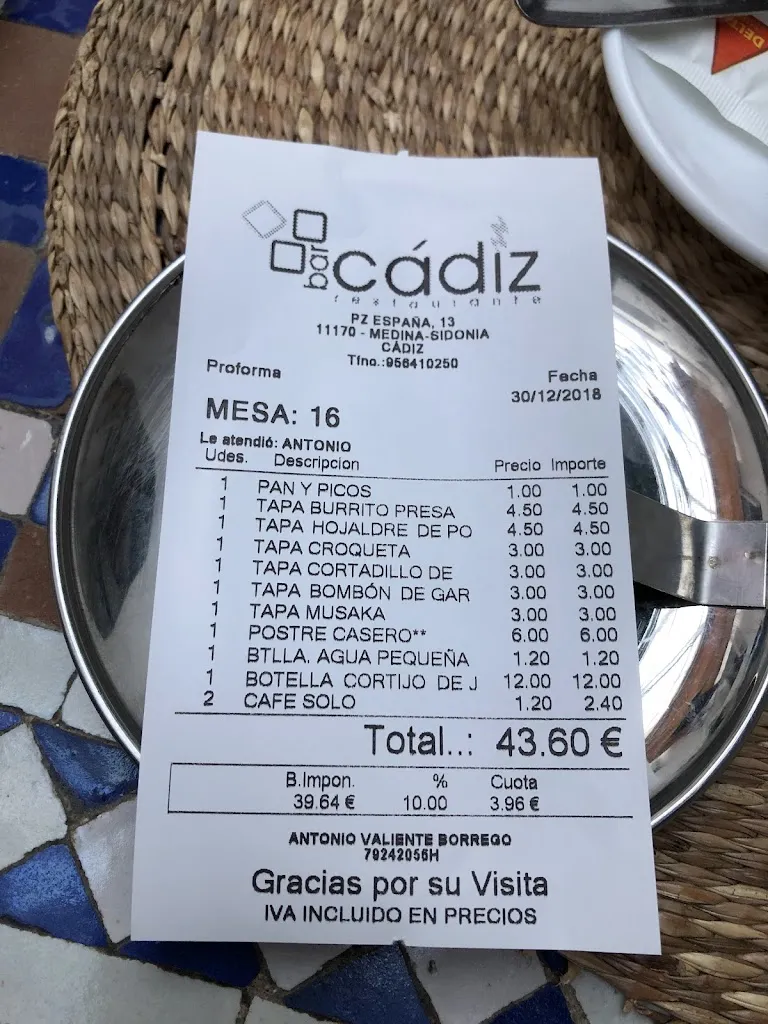 DELTA
bar cádiz
restaurante
PZ ESPAÑA, 13
11170 - MEDINA-SIDONIA
CÁDIZ
Tfno.:956410250
Proforma Fecha
30/12/2018
MESA: 16
Le atendió: ANTONIO
Udes. Descripcion Precio Importe
1 PAN Y PICOS 1.00 1.00
1 TAPA BURRITO PRESA 4.50 4.50
1 TAPA HOJALDRE DE PO 4.50 4.50
1 TAPA CROQUETA 3.00 3.00
1 TAPA CORTADILLO DE 3.00 3.00
1 TAPA BOMBÓN DE GAR 3.00 3.00
1 TAPA MUSAKA 3.00 3.00
1 POSTRE CASERO** 6.00 6.00
1 BTLLA. AGUA PEQUEÑA 1.20 1.20
1 BOTELLA CORTIJO DE J 12.00 12.00
2 CAFE SOLO 1.20 2.40
Total..: 43.60 €
B.Impon. % Cuota
39.64 € 10.00 3.96 €
ANTONIO VALIENTE BORREGO
79242056H
Gracias por su Visita
IVA INCLUIDO EN PRECIOS